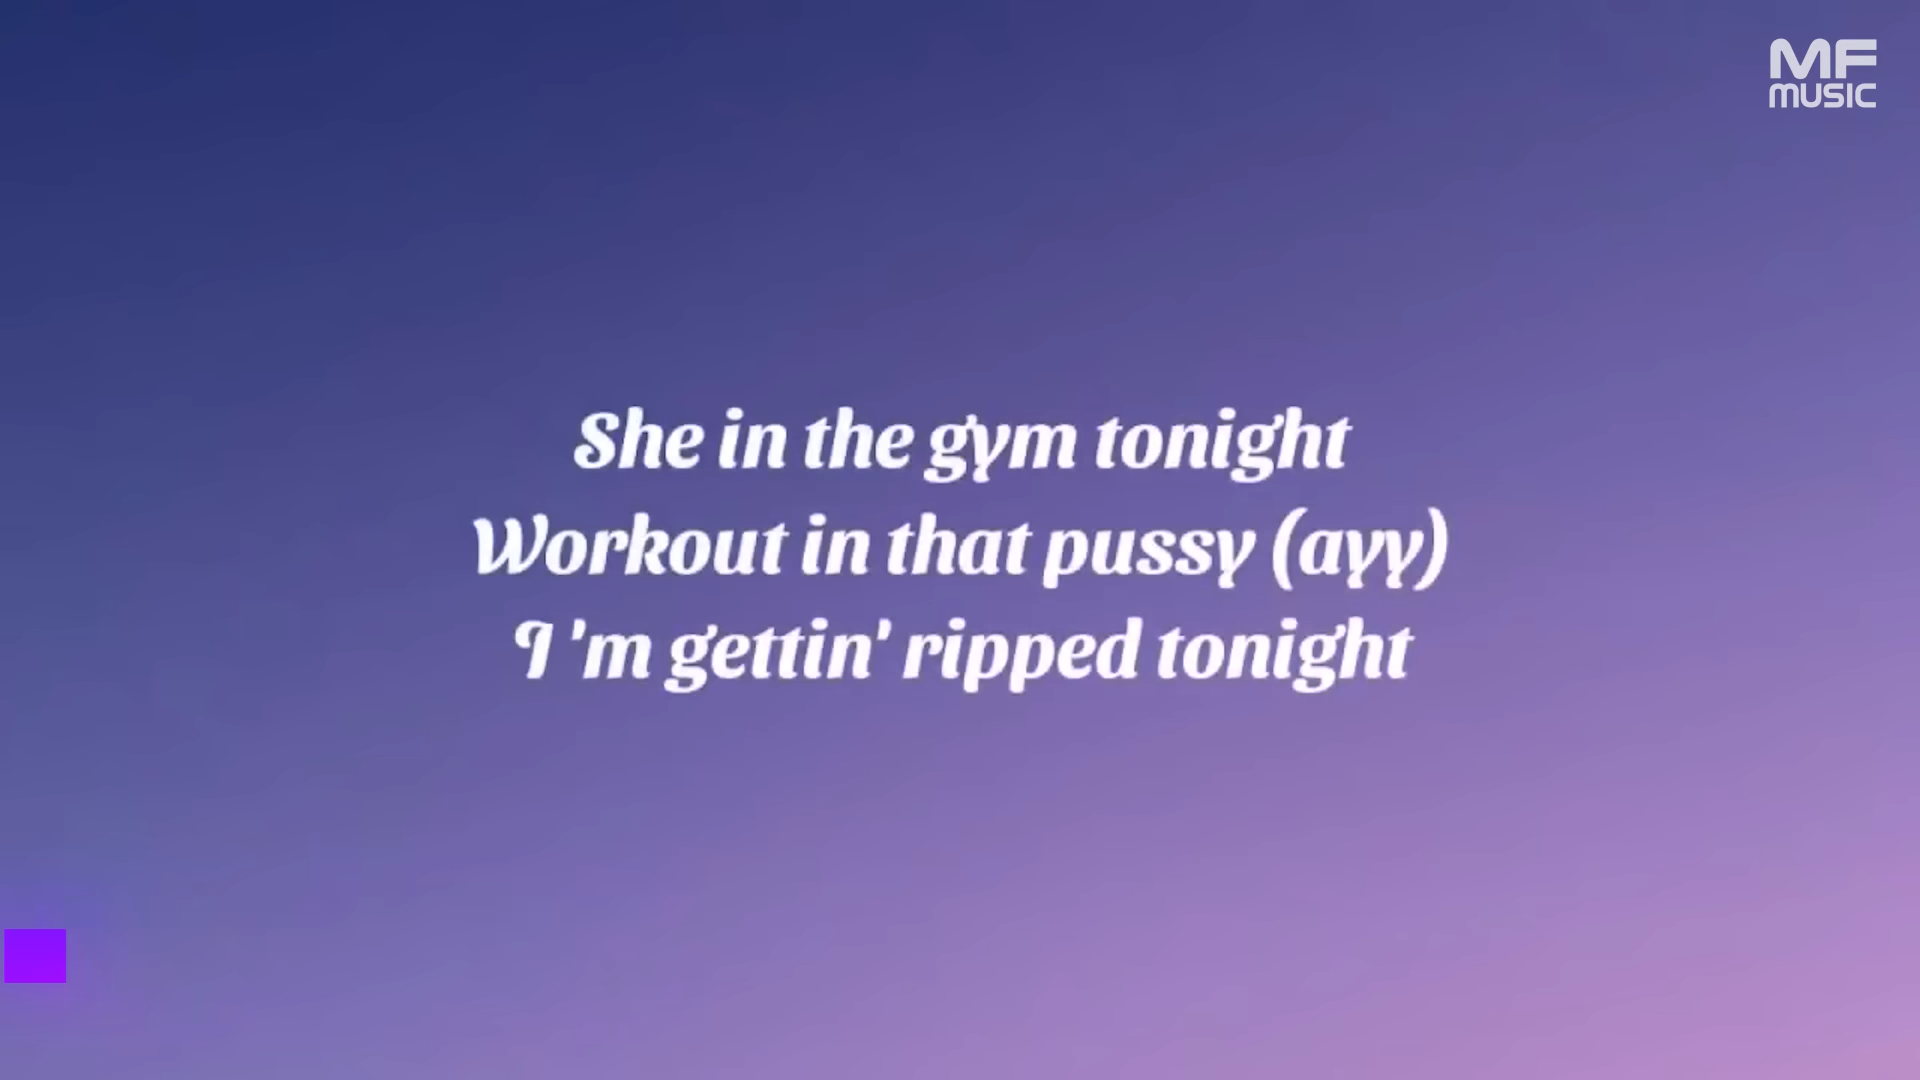 MF
MUSIC
She in the gym tonight
Workout in that pussy (ayy)
I 'm gettin' ripped tonight